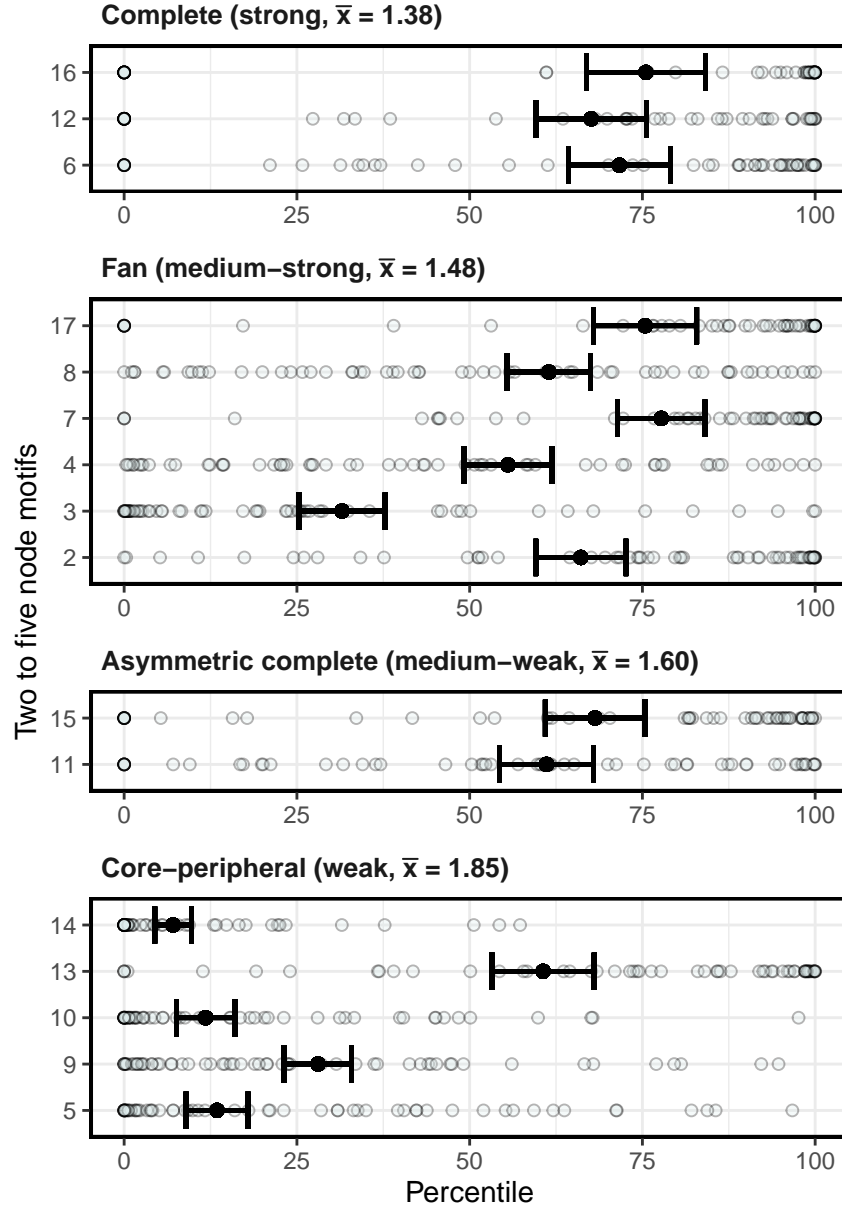 Complete (strong, x̅ = 1.38)
16
12
6
0 25 50 75 100
Fan (medium−strong, x̅ = 1.48)
17
8
7
4
3
2
0 25 50 75 100
Asymmetric complete (medium−weak, x̅ = 1.60)
15
11
0 25 50 75 100
Core−peripheral (weak, x̅ = 1.85)
14
13
10
9
5
0 25 50 75 100
Percentile
Two to five node motifs